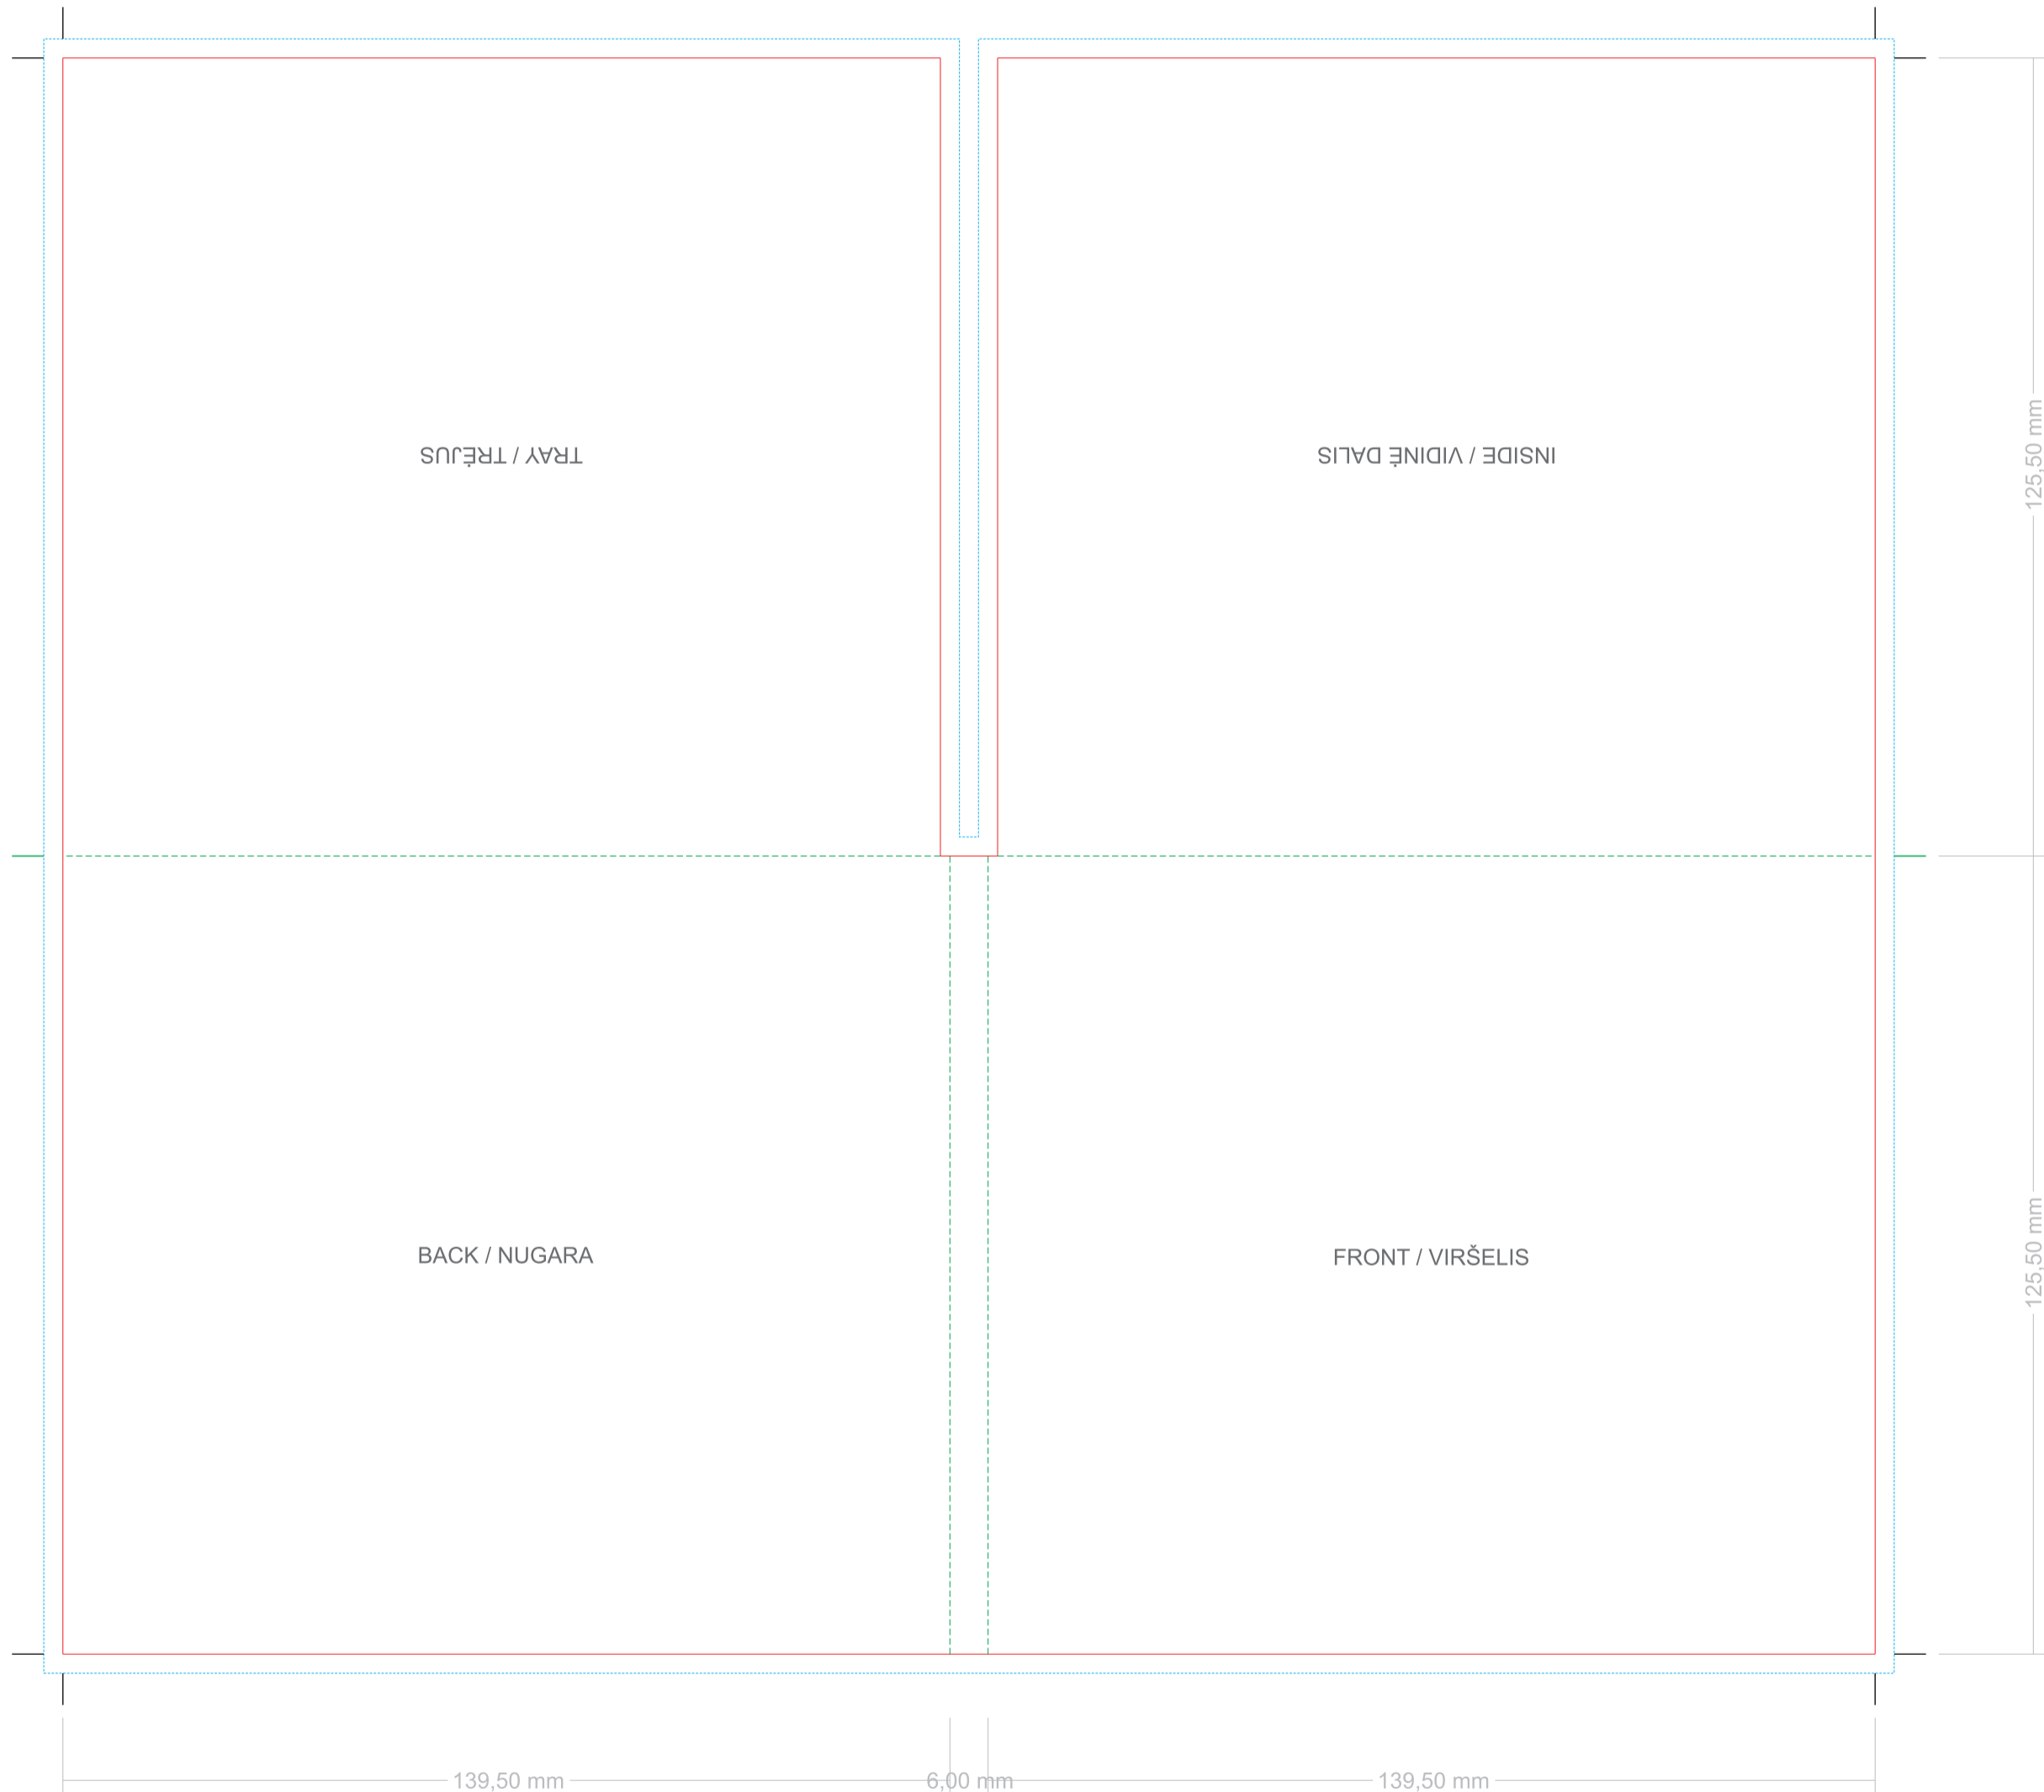 TRAY / TRĖJUS
INSIDE / VIDINĖ DALIS
125,50 mm
BACK / NUGARA
FRONT / VIRŠELIS
125,50 mm
139,50 mm
6,00 mm
139,50 mm